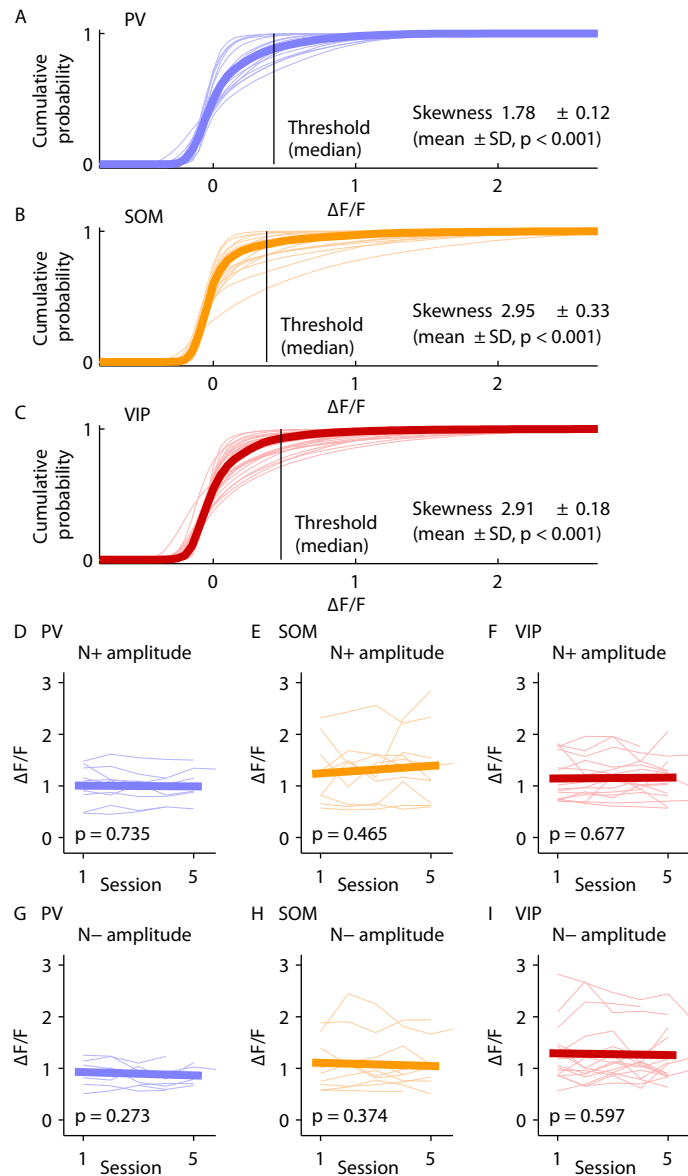 A
PV
1
Cumulative
probability
0
Threshold
(median)
Skewness 1.78 ± 0.12
(mean ± SD, p < 0.001)
0 1 2
ΔF/F
B
SOM
1
Cumulative
probability
0
Threshold
(median)
Skewness 2.95 ± 0.33
(mean ± SD, p < 0.001)
0 1 2
ΔF/F
C
VIP
1
Cumulative
probability
0
Threshold
(median)
Skewness 2.91 ± 0.18
(mean ± SD, p < 0.001)
0 1 2
ΔF/F
D PV
N+ amplitude
3
2
1
0
ΔF/F
p = 0.735
1 5
Session
E SOM
N+ amplitude
3
2
1
0
ΔF/F
p = 0.465
1 5
Session
F VIP
N+ amplitude
3
2
1
0
ΔF/F
p = 0.677
1 5
Session
G PV
N− amplitude
3
2
1
0
ΔF/F
p = 0.273
1 5
Session
H SOM
N− amplitude
3
2
1
0
ΔF/F
p = 0.374
1 5
Session
I VIP
N− amplitude
3
2
1
0
ΔF/F
p = 0.597
1 5
Session